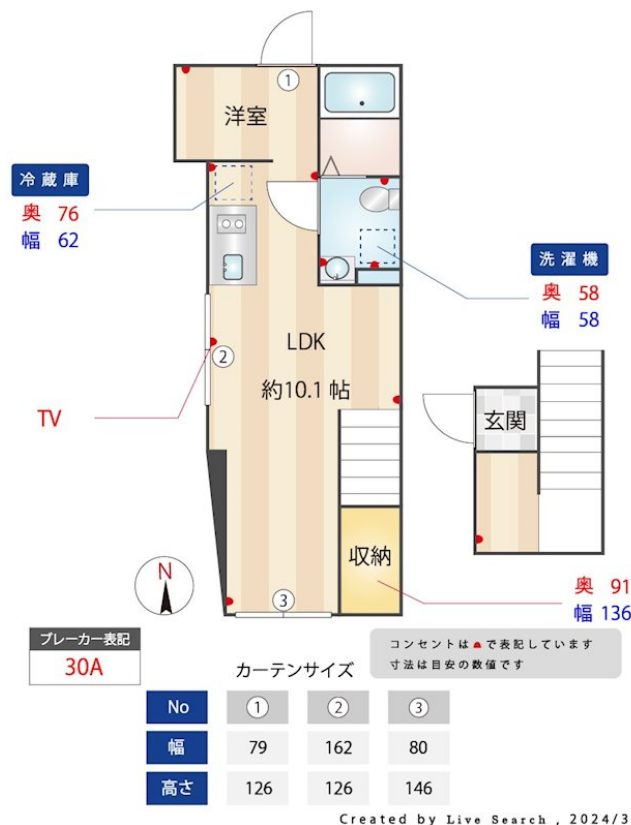 ①
洋室
冷蔵庫
奥 76
幅 62
洗濯機
奥 58
幅 58
LDK
②
約10.1 帖
TV
玄関
収納
N
③
奥 91
幅 136
ブレーカー表記
30A
コンセントは で表記しています
寸法は目安の数値です
カーテンサイズ
No ① ② ③
幅 79 162 80
高さ 126 126 146
Created by Live Search , 2024/3